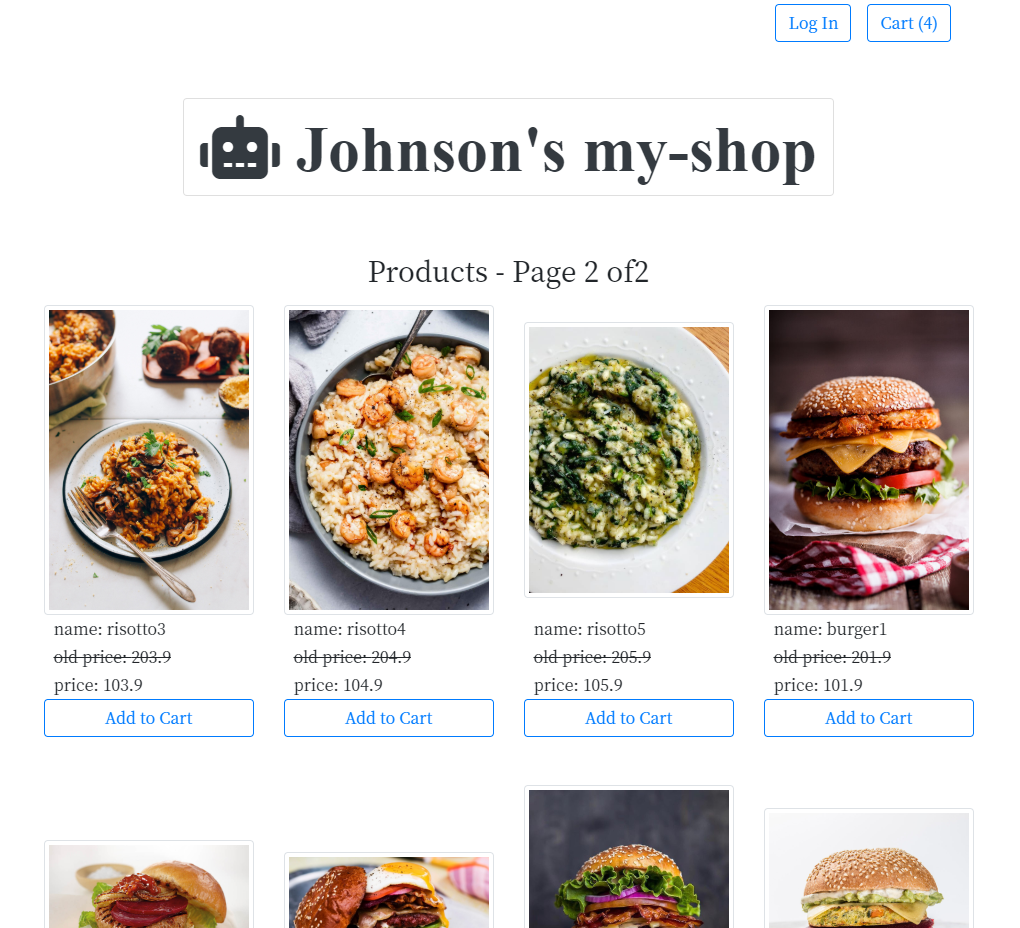 Log In Cart (4)
Johnson's my-shop
Products - Page 2 of2
name: risotto3
old price: 203.9
price: 103.9
Add to Cart
name: risotto4
old price: 204.9
price: 104.9
Add to Cart
name: risotto5
old price: 205.9
price: 105.9
Add to Cart
name: burger1
old price: 201.9
price: 101.9
Add to Cart